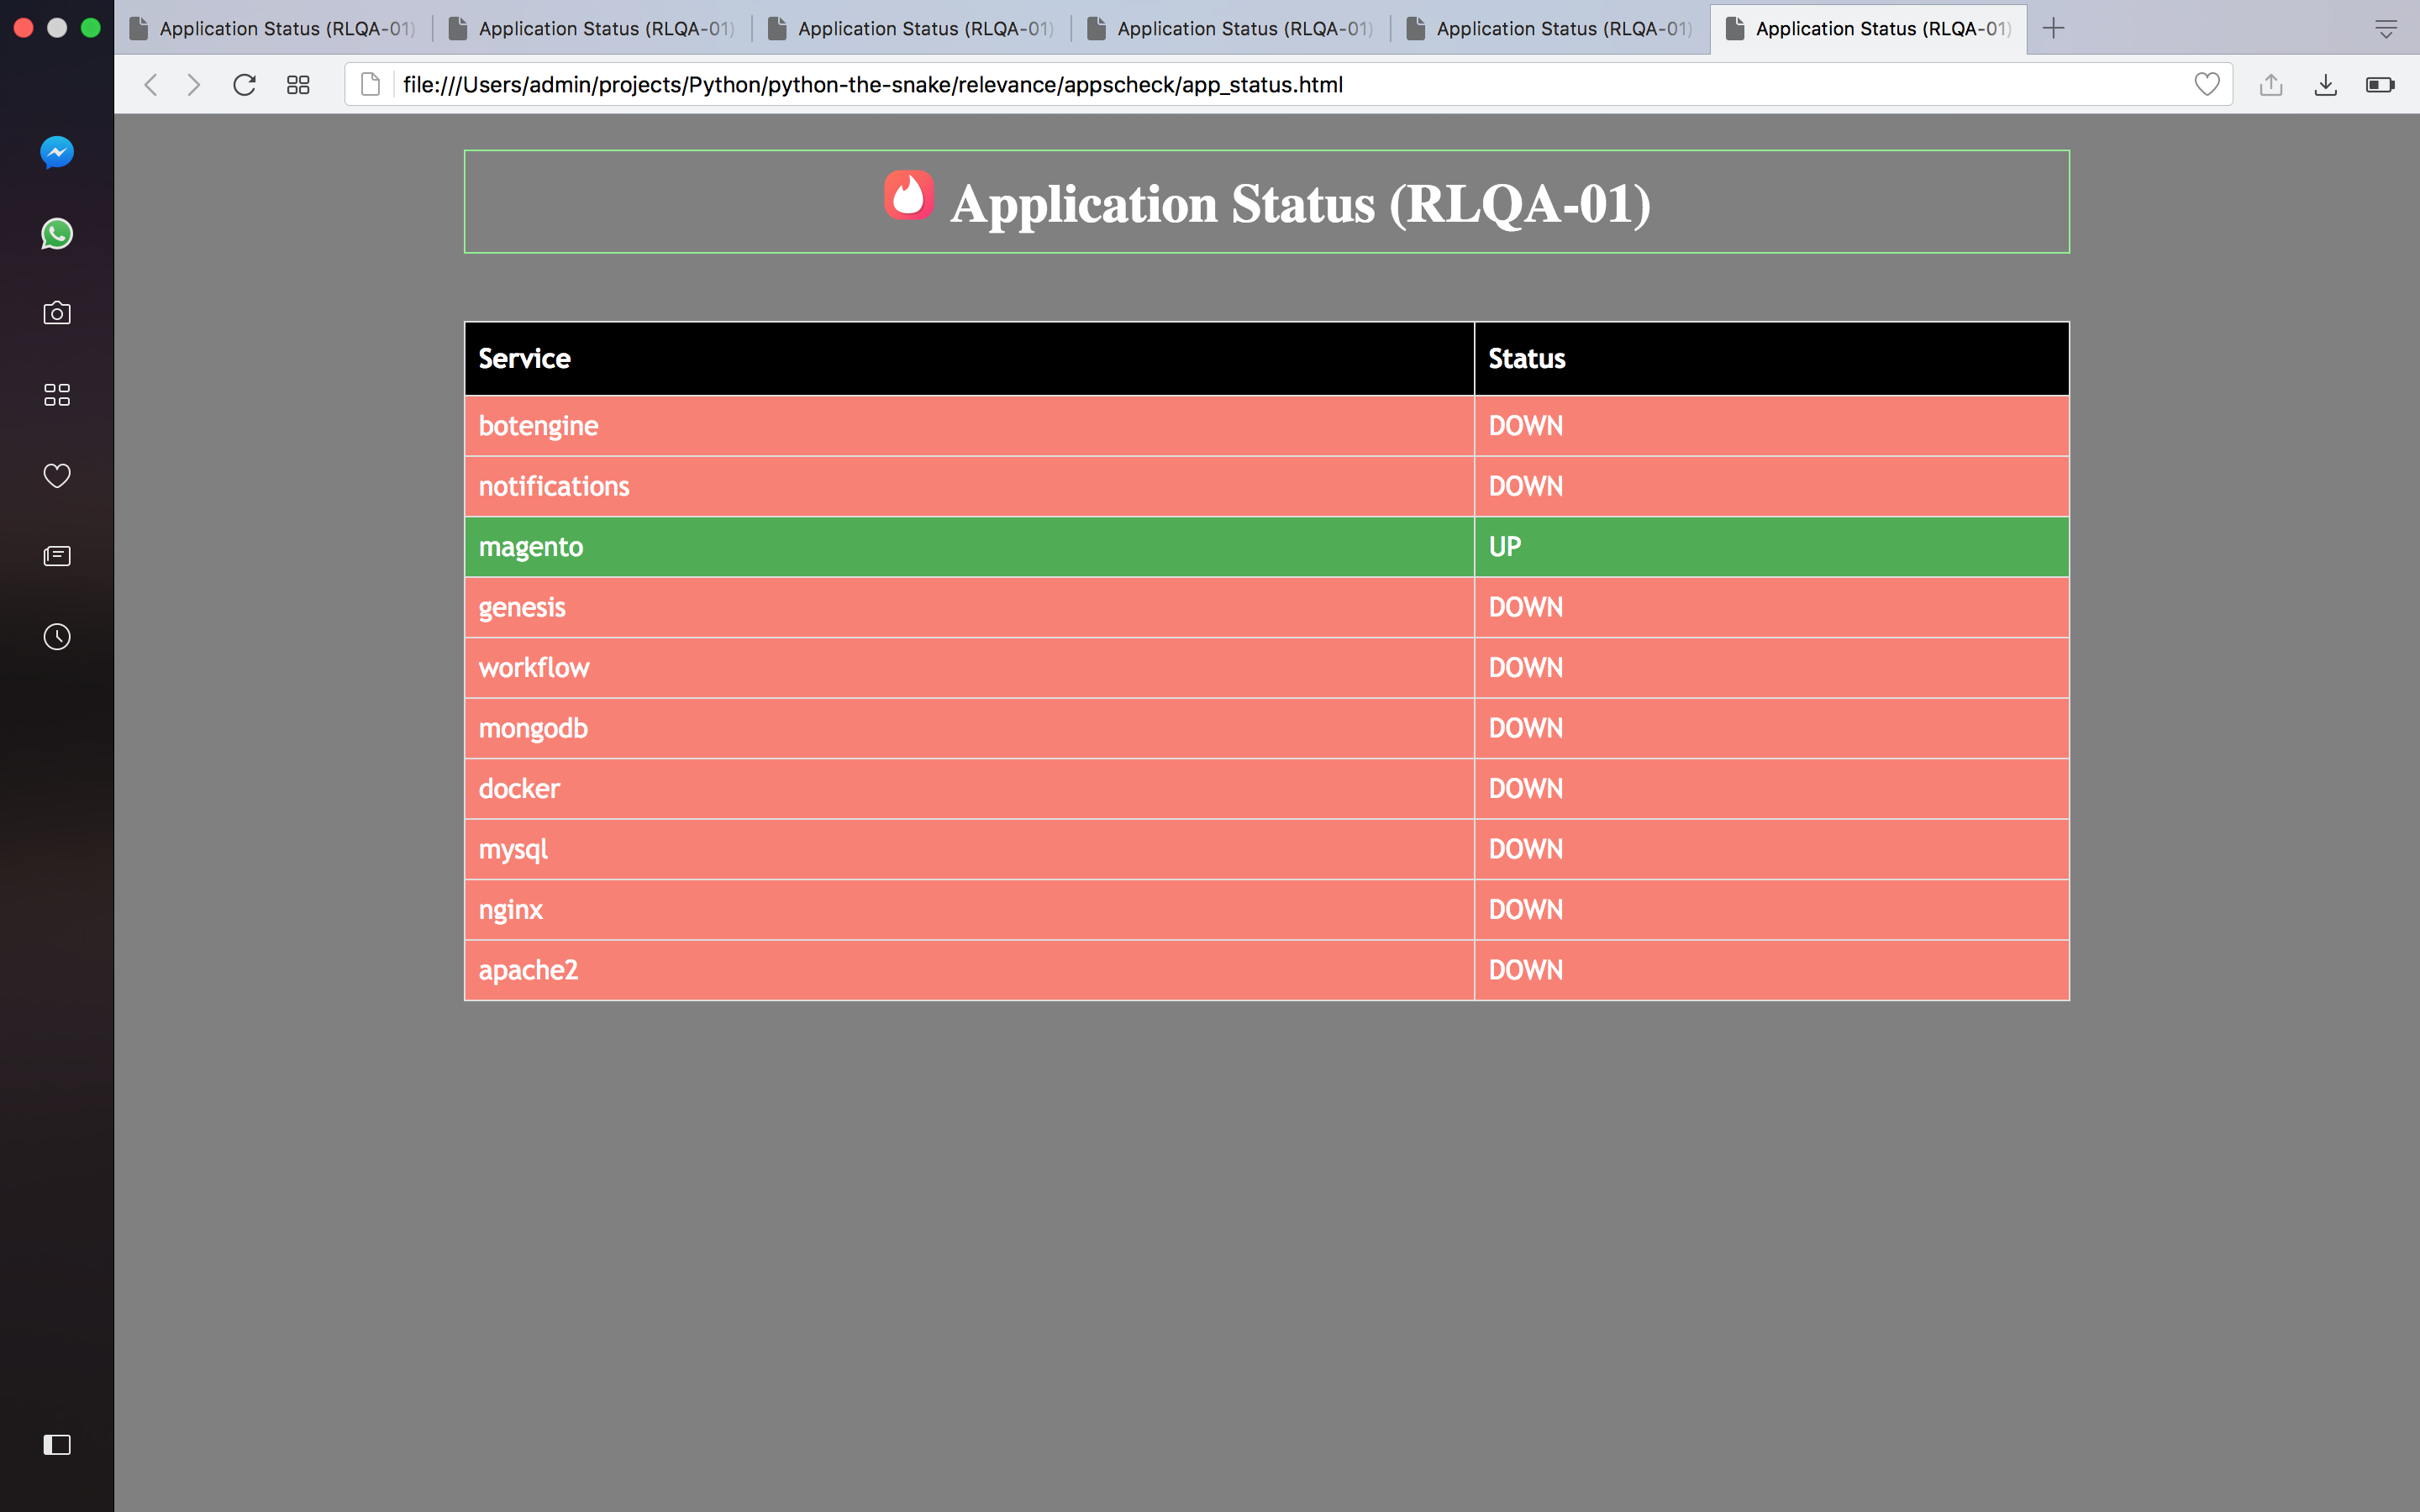 Application Status (RLQA-01) Application Status (RLQA-01) Application Status (RLQA-01) Application Status (RLQA-01) Application Status (RLQA-01) Application Status (RLQA-01)
file:///Users/admin/projects/Python/python-the-snake/relevance/appscheck/app_status.html
Application Status (RLQA-01)
Service Status
botengine DOWN
notifications DOWN
magento UP
genesis DOWN
workflow DOWN
mongodb DOWN
docker DOWN
mysql DOWN
nginx DOWN
apache2 DOWN